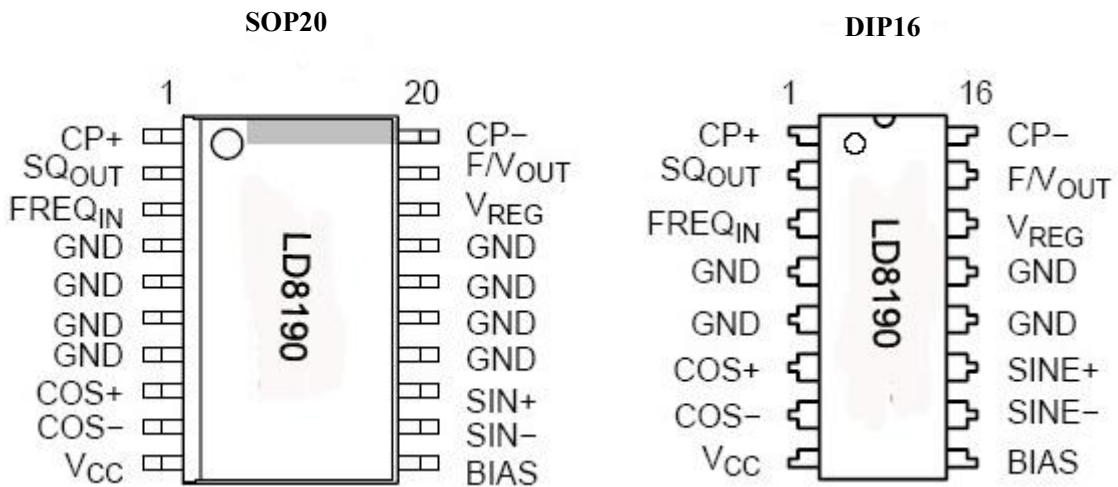 SOP20
DIP16
1
20
CP+
SQOUT
FREQIN
GND
GND
GND
GND
COS+
COS−
VCC
LD8190
CP−
F/VOUT
VREG
GND
GND
GND
GND
SIN+
SIN−
BIAS
1
16
CP+
SQOUT
FREQIN
GND
GND
COS+
COS−
VCC
LD8190
CP−
F/VOUT
VREG
GND
GND
SINE+
SINE−
BIAS